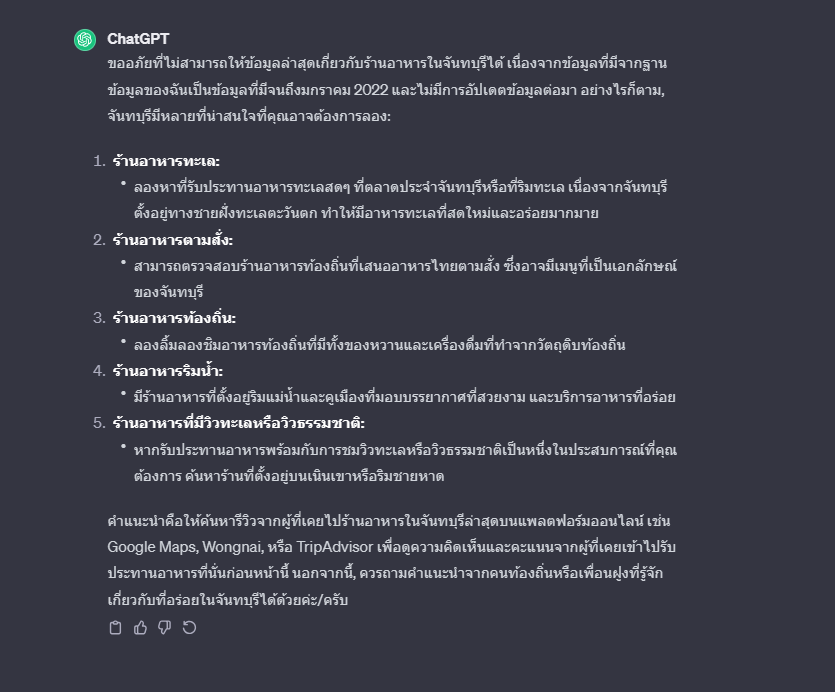 ChatGPT
ขออภัยที่ไม่สามารถให้ข้อมูลล่าสุดเกี่ยวกับร้านอาหารในจันทบุรีได้ เนื่องจากข้อมูลที่มีจากฐาน
ข้อมูลของฉันเป็นข้อมูลที่มีจนถึงมกราคม 2022 และไม่มีการอัปเดตข้อมูลต่อมา อย่างไรก็ตาม,
จันทบุรีมีหลายที่น่าสนใจที่คุณอาจต้องการลอง:
1. ร้านอาหารทะเล:
• ลองหาที่รับประทานอาหารทะเลสดๆ ที่ตลาดประจำจันทบุรีหรือที่ริมทะเล เนื่องจากจันทบุรี
ตั้งอยู่ทางชายฝั่งทะเลตะวันตก ทำให้มีอาหารทะเลที่สดใหม่และอร่อยมากมาย
2. ร้านอาหารตามสั่ง:
• สามารถตรวจสอบร้านอาหารท้องถิ่นที่เสนออาหารไทยตามสั่ง ซึ่งอาจมีเมนูที่เป็นเอกลักษณ์
ของจันทบุรี
3. ร้านอาหารท้องถิ่น:
• ลองลิ้มลองชิมอาหารท้องถิ่นที่มีทั้งของหวานและเครื่องดื่มที่ทำจากวัตถุดิบท้องถิ่น
4. ร้านอาหารริมน้ำ:
• มีร้านอาหารที่ตั้งอยู่ริมแม่น้ำและคูเมืองที่มอบบรรยากาศที่สวยงาม และบริการอาหารที่อร่อย
5. ร้านอาหารที่มีวิวทะเลหรือวิวธรรมชาติ:
• หากรับประทานอาหารพร้อมกับการชมวิวทะเลหรือวิวธรรมชาติเป็นหนึ่งในประสบการณ์ที่คุณ
ต้องการ ค้นหาร้านที่ตั้งอยู่บนเนินเขาหรือริมชายหาด
คำแนะนำคือให้ค้นหารีวิวจากผู้ที่เคยไปร้านอาหารในจันทบุรีล่าสุดบนแพลตฟอร์มออนไลน์ เช่น
Google Maps, Wongnai, หรือ TripAdvisor เพื่อดูความคิดเห็นและคะแนนจากผู้ที่เคยเข้าไปรับ
ประทานอาหารที่นั่นก่อนหน้านี้ นอกจากนี้, ควรถามคำแนะนำจากคนท้องถิ่นหรือเพื่อนฝูงที่รู้จัก
เกี่ยวกับที่อร่อยในจันทบุรีได้ด้วยค่ะ/ครับ